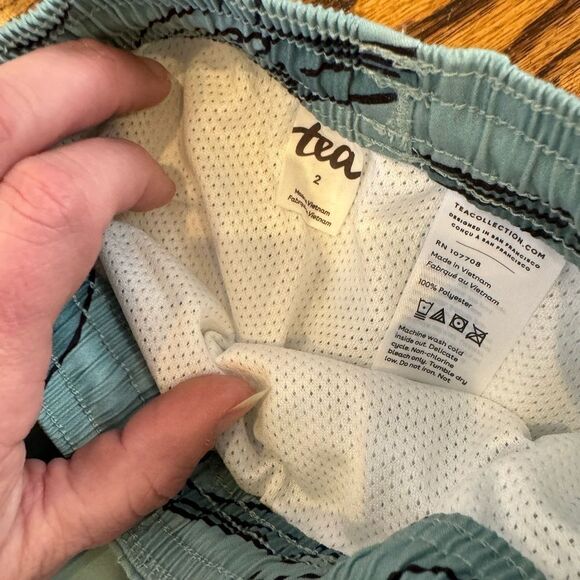 tea
2
Made in Vietnam
Fabriqué au Vietnam
TEACOLLECTION.COM
DESIGNED IN SAN FRANCISCO
CONÇU À SAN FRANCISCO
RN 107708
Made in Vietnam
Fabriqué au Vietnam
100% Polyester
Machine wash cold
inside out. Delicate
cycle. Non-chlorine
bleach only. Tumble dry
low. Do not iron. Not